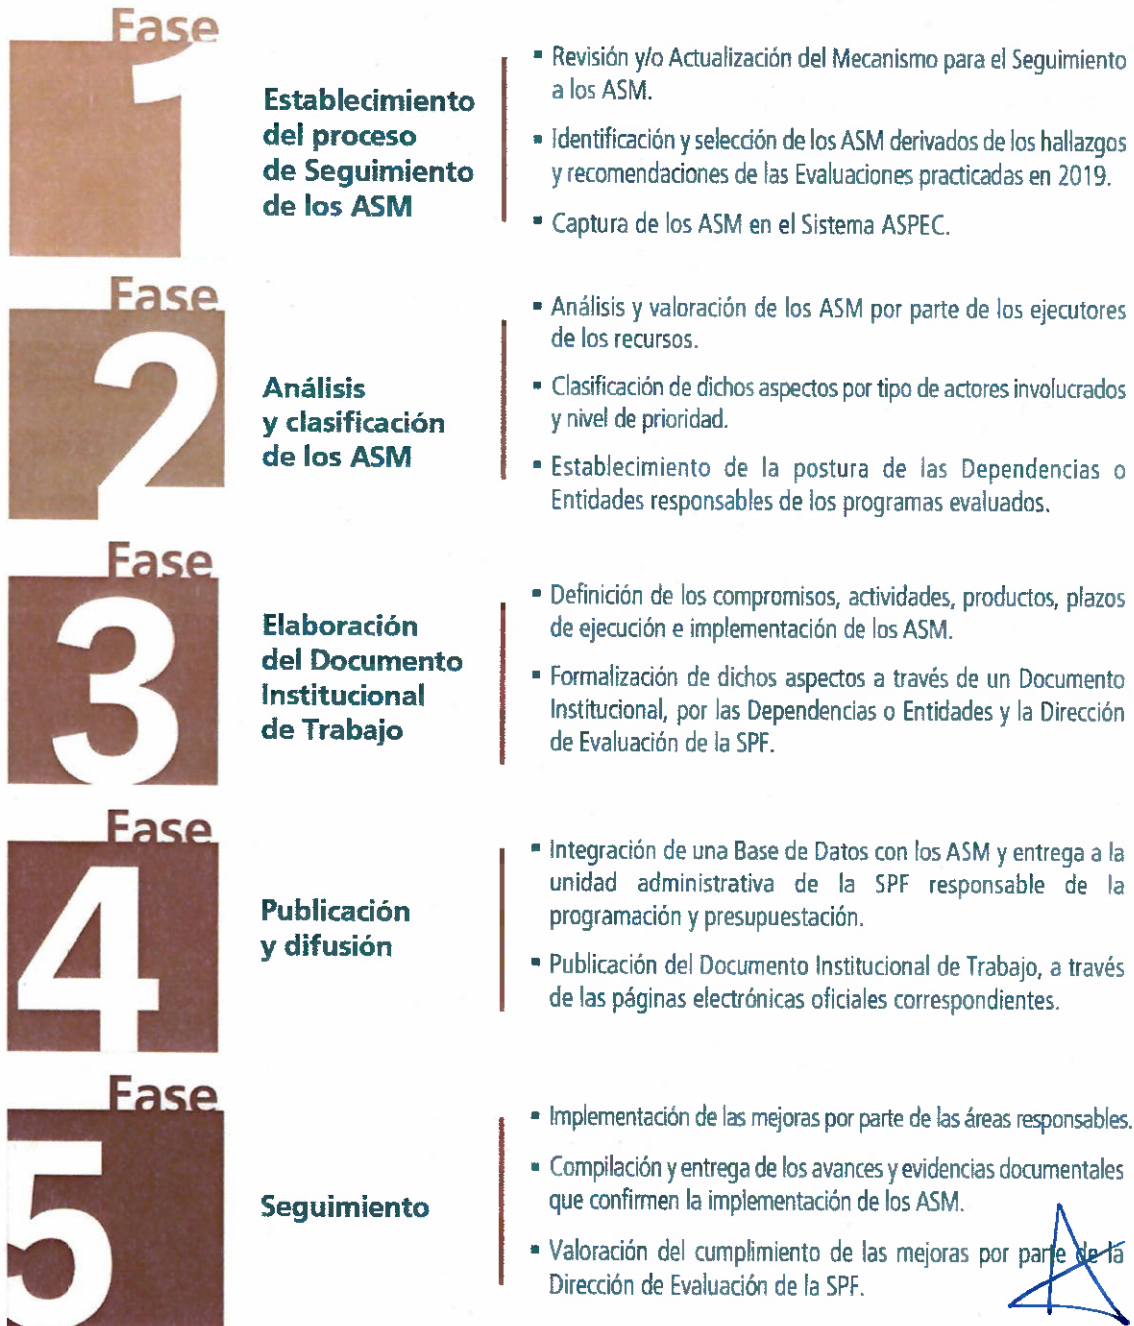 Fase
1
Establecimiento
del proceso
de Seguimiento
de los ASM
▪ Revisión y/o Actualización del Mecanismo para el Seguimiento
a los ASM.
▪ Identificación y selección de los ASM derivados de los hallazgos
y recomendaciones de las Evaluaciones practicadas en 2019.
▪ Captura de los ASM en el Sistema ASPEC.
Fase
2
Análisis
y clasificación
de los ASM
▪ Análisis y valoración de los ASM por parte de los ejecutores
de los recursos.
▪ Clasificación de dichos aspectos por tipo de actores involucrados
y nivel de prioridad.
▪ Establecimiento de la postura de las Dependencias o
Entidades responsables de los programas evaluados.
Fase
3
Elaboración
del Documento
Institucional
de Trabajo
▪ Definición de los compromisos, actividades, productos, plazos
de ejecución e implementación de los ASM.
▪ Formalización de dichos aspectos a través de un Documento
Institucional, por las Dependencias o Entidades y la Dirección
de Evaluación de la SPF.
Fase
4
Publicación
y difusión
▪ Integración de una Base de Datos con los ASM y entrega a la
unidad administrativa de la SPF responsable de la
programación y presupuestación.
▪ Publicación del Documento Institucional de Trabajo, a través
de las páginas electrónicas oficiales correspondientes.
Fase
5
Seguimiento
▪ Implementación de las mejoras por parte de las áreas responsables.
▪ Compilación y entrega de los avances y evidencias documentales
que confirmen la implementación de los ASM.
▪ Valoración del cumplimiento de las mejoras por parte de la
Dirección de Evaluación de la SPF.